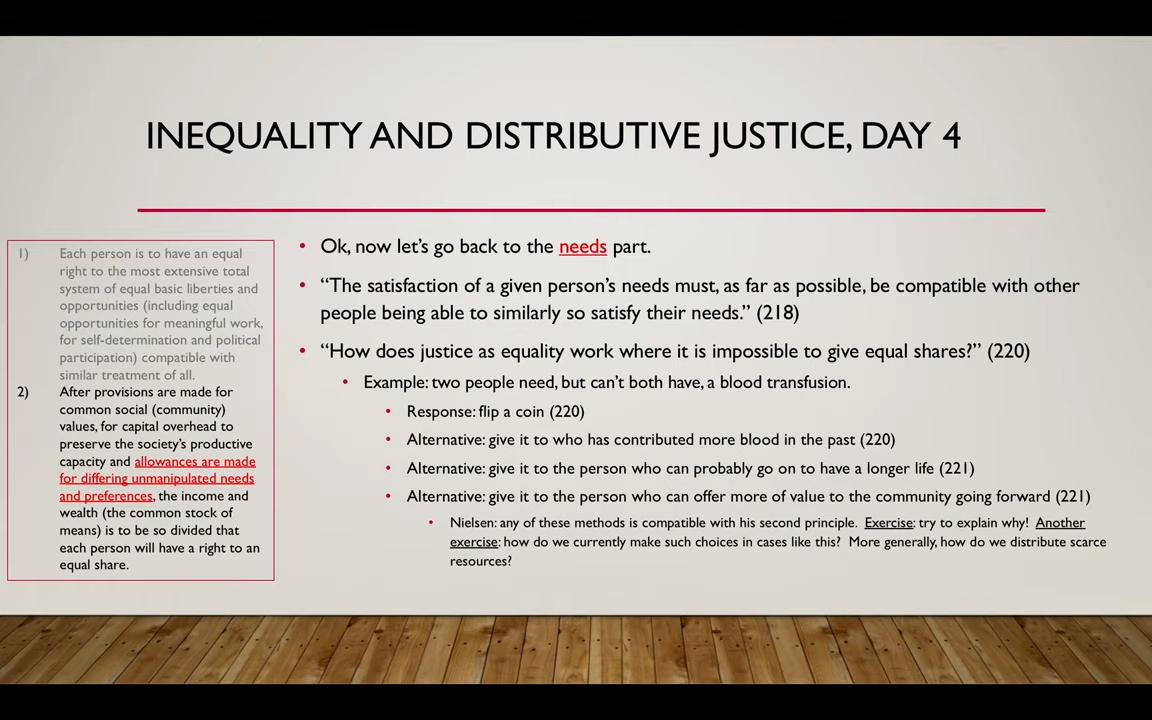 INEQUALITY AND DISTRIBUTIVE JUSTICE, DAY 4
1) Each person is to have an equal
right to the most extensive total
system of equal basic liberties and
opportunities (including equal
opportunities for meaningful work,
for self-determination and political
participation) compatible with
similar treatment of all.
2) After provisions are made for
common social (community)
values, for capital overhead to
preserve the society's productive
capacity and allowances are made
for differing unmanipulated needs
and preferences, the income and
wealth (the common stock of
means) is to be so divided that
each person will have a right to an
equal share.
• Ok, now let's go back to the needs part.
• “The satisfaction of a given person's needs must, as far as possible, be compatible with other
people being able to similarly so satisfy their needs.” (218)
• “How does justice as equality work where it is impossible to give equal shares?” (220)
• Example: two people need, but can't both have, a blood transfusion.
• Response: flip a coin (220)
• Alternative: give it to who has contributed more blood in the past (220)
• Alternative: give it to the person who can probably go on to have a longer life (221)
• Alternative: give it to the person who can offer more of value to the community going forward (221)
• Nielsen: any of these methods is compatible with his second principle. Exercise: try to explain why! Another
exercise: how do we currently make such choices in cases like this? More generally, how do we distribute scarce
resources?